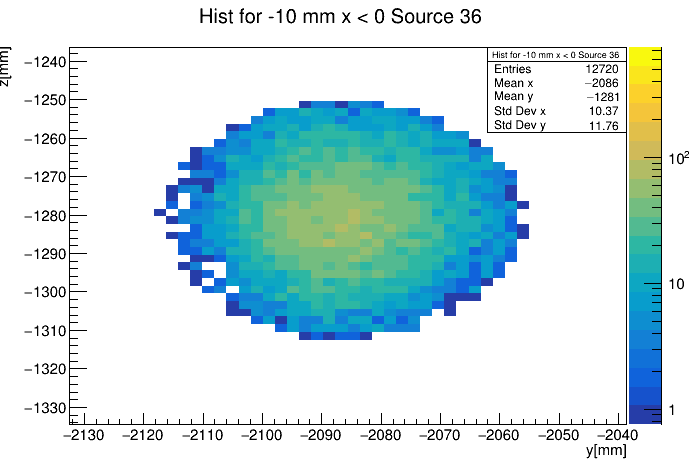 Hist for -10 mm x < 0 Source 36
z[mm]
Hist for -10 mm x < 0 Source 36
Entries 12720
Mean x −2086
Mean y −1281
Std Dev x 10.37
Std Dev y 11.76
−1240
−1250
−1260
−1270
−1280
−1290
−1300
−1310
−1320
−1330
10²
10
1
−2130 −2120 −2110 −2100 −2090 −2080 −2070 −2060 −2050 −2040
y[mm]